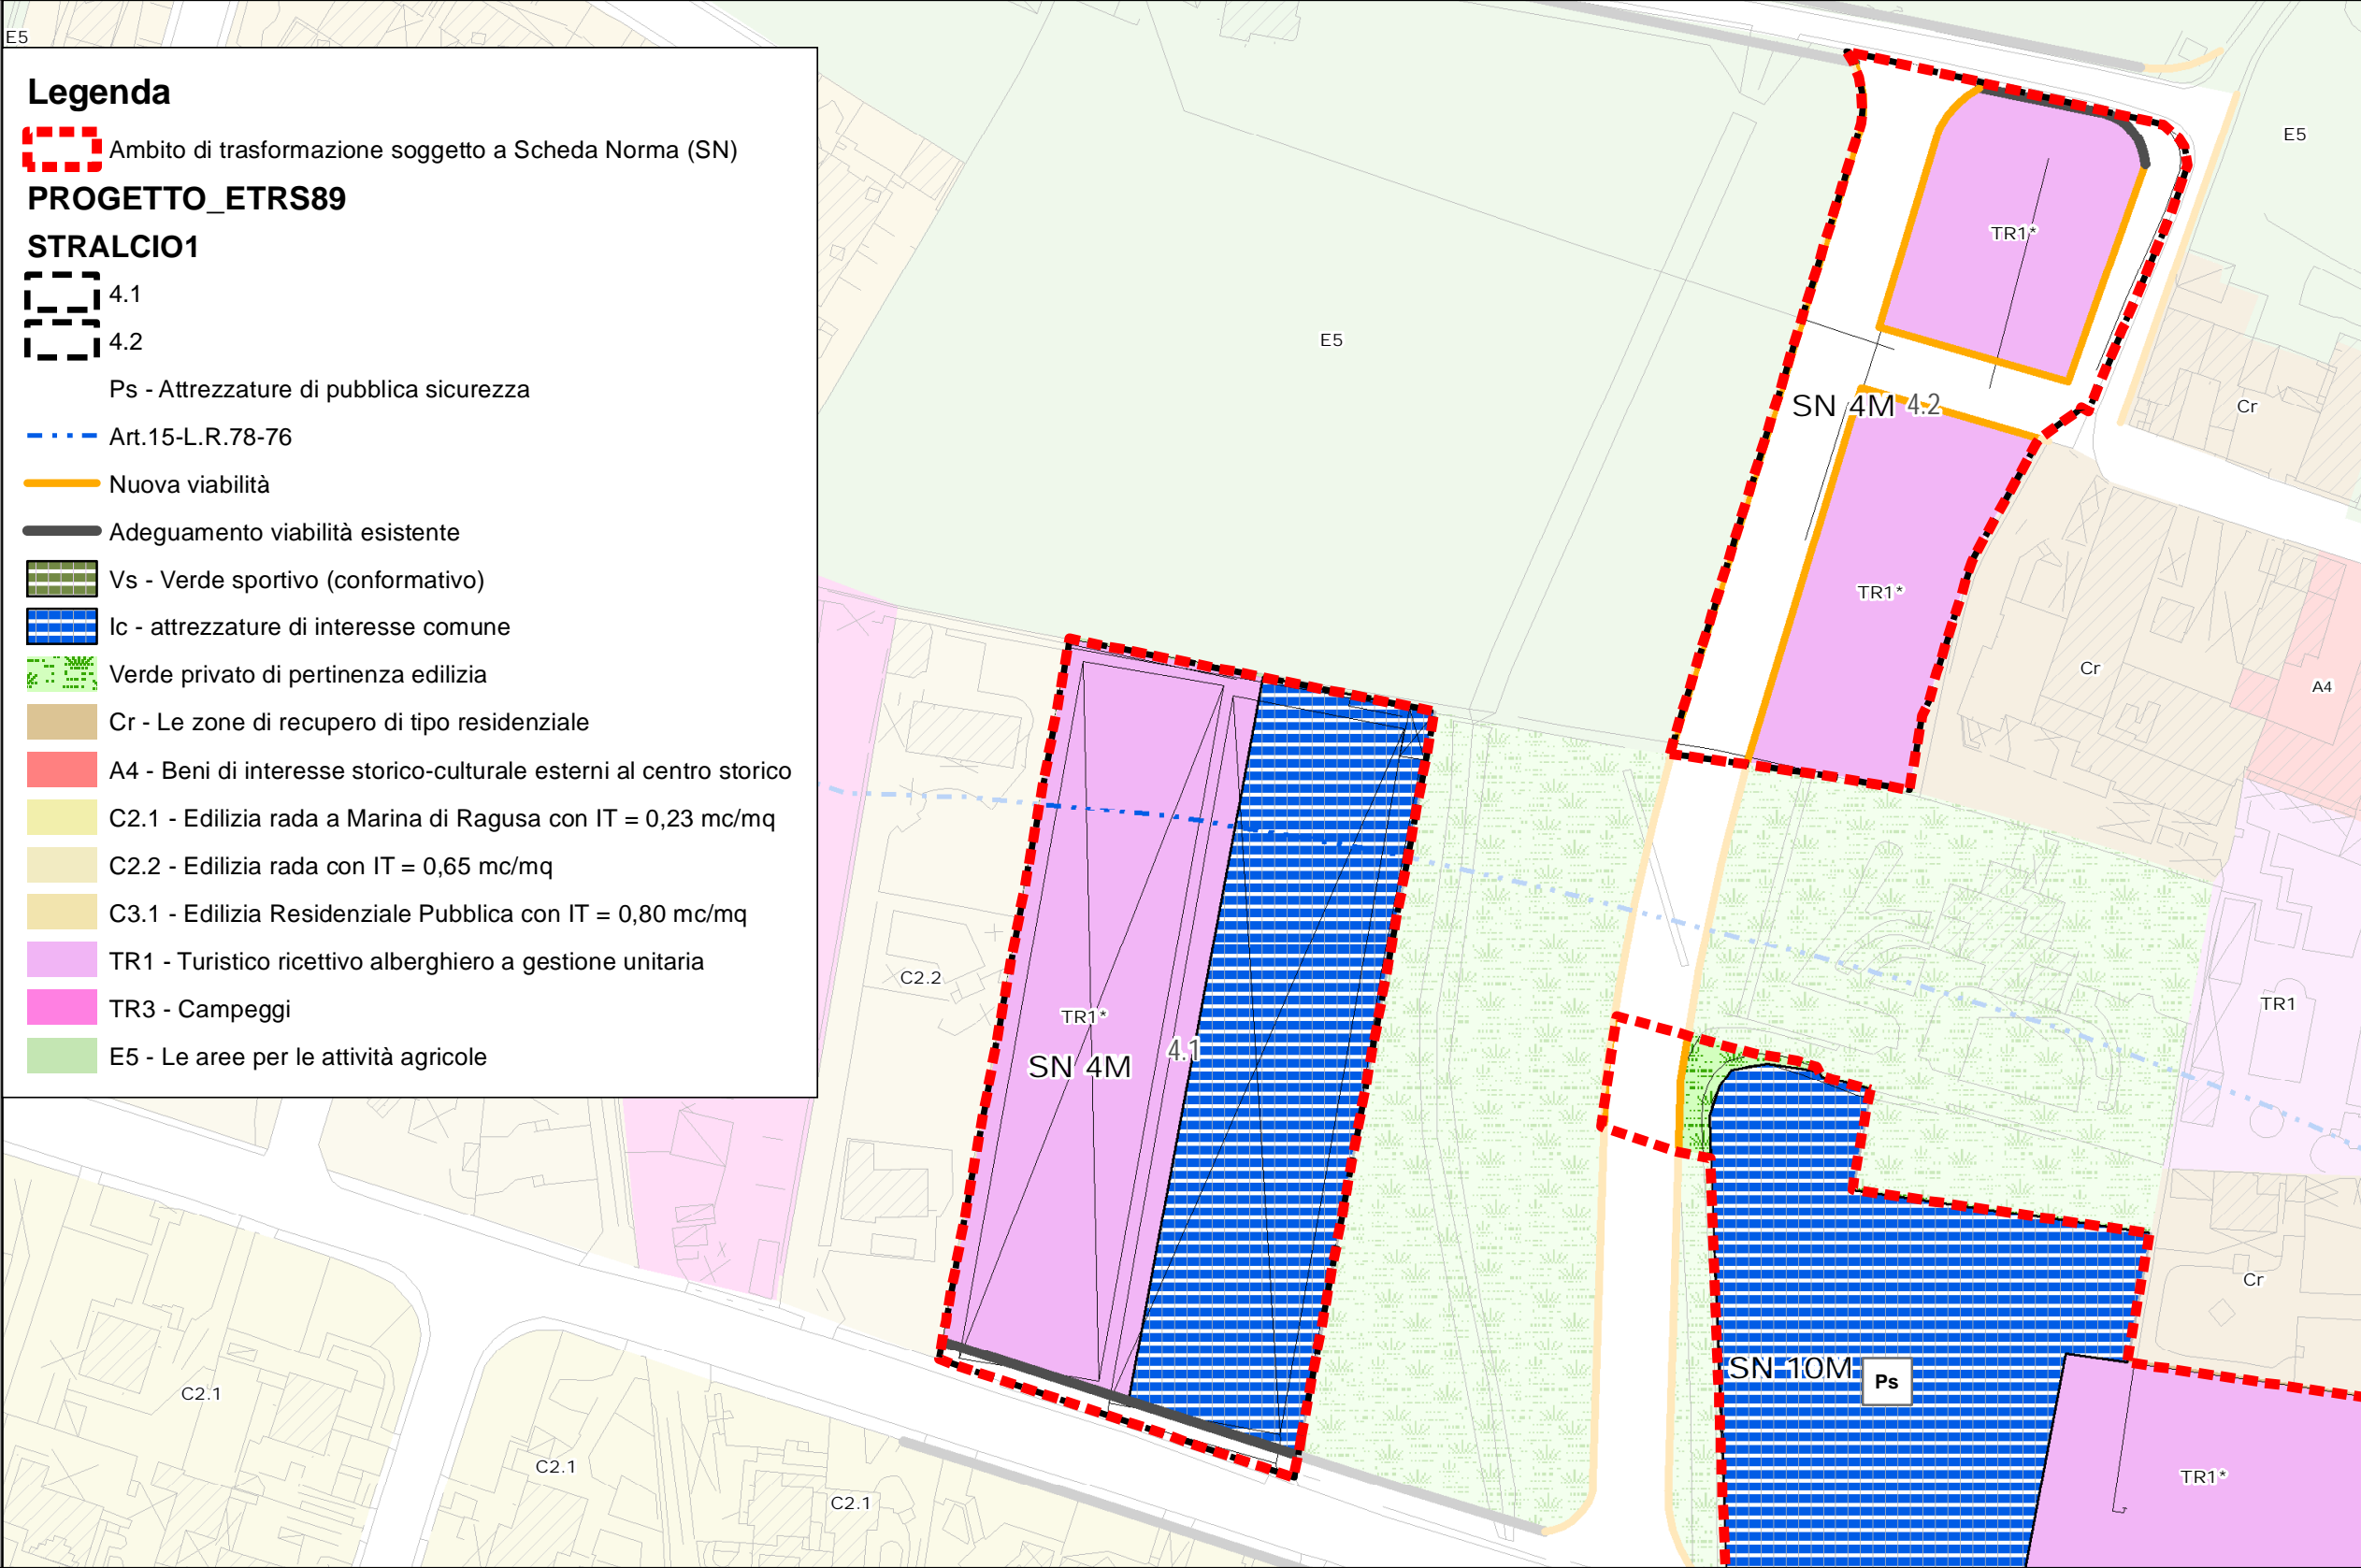 E5
Legenda
Ambito di trasformazione soggetto a Scheda Norma (SN)
PROGETTO_ETRS89
STRALCIO1
4.1
4.2
Ps - Attrezzature di pubblica sicurezza
Art.15-L.R.78-76
Nuova viabilità
Adeguamento viabilità esistente
Vs - Verde sportivo (conformativo)
Ic - attrezzature di interesse comune
Verde privato di pertinenza edilizia
Cr - Le zone di recupero di tipo residenziale
A4 - Beni di interesse storico-culturale esterni al centro storico
C2.1 - Edilizia rada a Marina di Ragusa con IT = 0,23 mc/mq
C2.2 - Edilizia rada con IT = 0,65 mc/mq
C3.1 - Edilizia Residenziale Pubblica con IT = 0,80 mc/mq
TR1 - Turistico ricettivo alberghiero a gestione unitaria
TR3 - Campeggi
E5 - Le aree per le attività agricole
E5
TR1*
E5
SN 4M 4.2
Cr
TR1*
Cr
A4
C2.2
TR1*
SN 4M
4.1
TR1
Cr
SN 10M
Ps
C2.1
C2.1
C2.1
TR1*